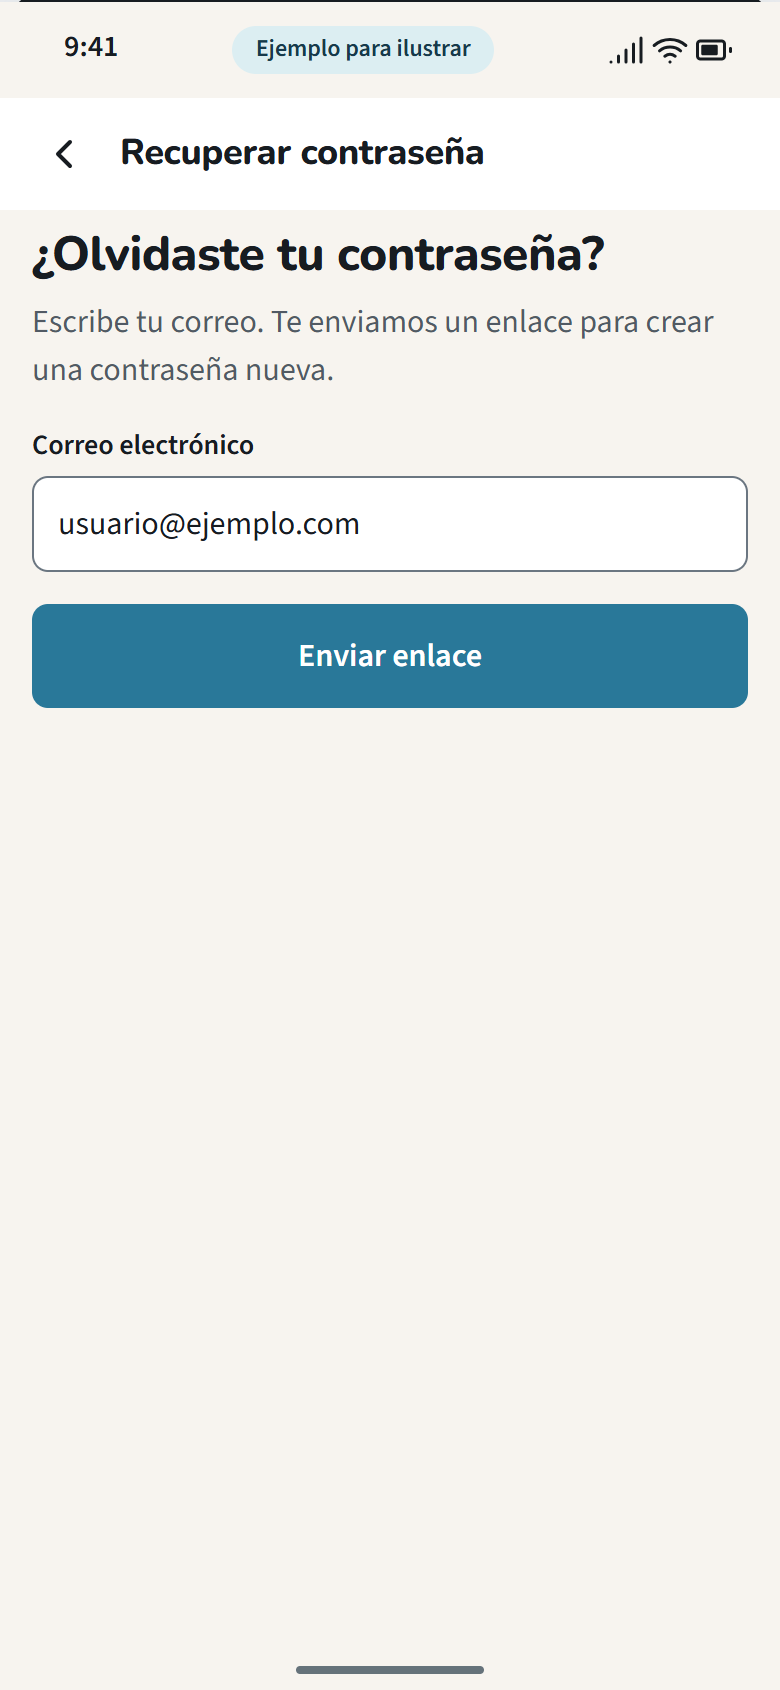 9:41
Ejemplo para ilustrar
Recuperar contraseña
¿Olvidaste tu contraseña?
Escribe tu correo. Te enviamos un enlace para crear
una contraseña nueva.
Correo electrónico
usuario@ejemplo.com
Enviar enlace